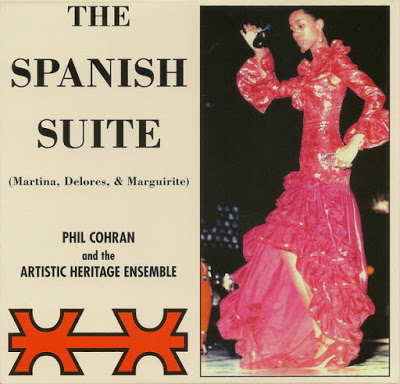 THE
SPANISH
SUITE
(Martina, Delores, & Marguirite)
PHIL COHRAN
and the
ARTISTIC HERITAGE ENSEMBLE